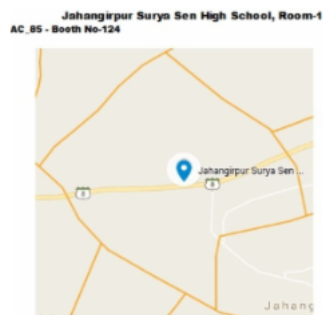 Jahangirpur Surya Sen High School, Room-1
AC_85 - Booth No-124
Jahangirpur Surya Sen ...
8
8
Jahang